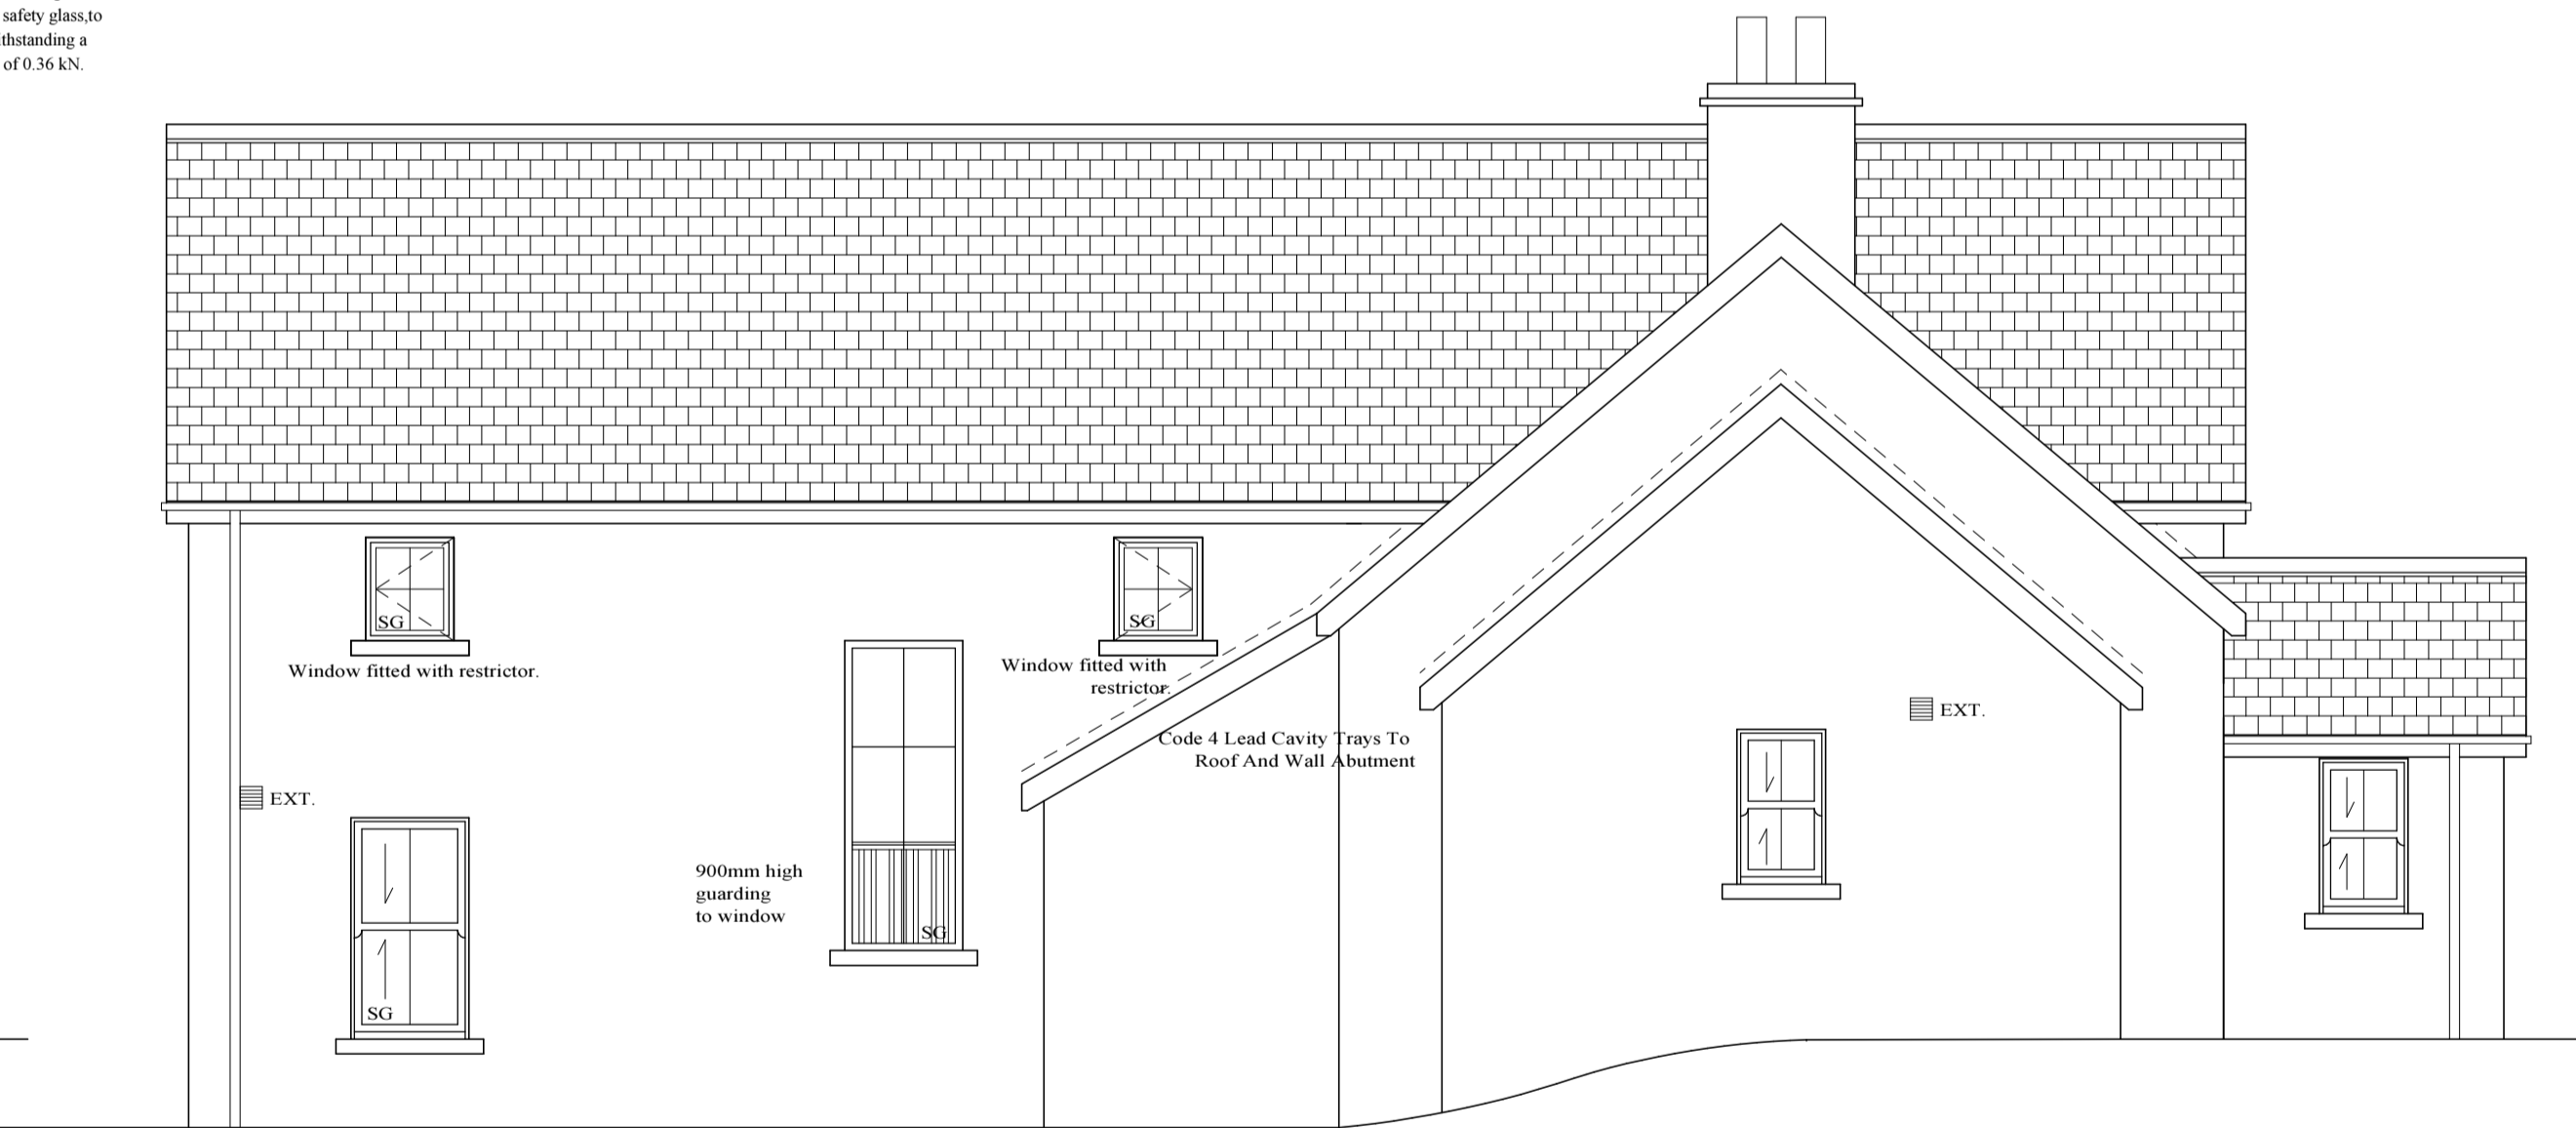 safety glass,to
of 0.36 kN.
SG
SG
Window fitted with restrictor.
Window fitted with
restrictor.
EXT.
Code 4 Lead Cavity Trays To
Roof And Wall Abutment
EXT.
900mm high
guarding
to window
SG
SG